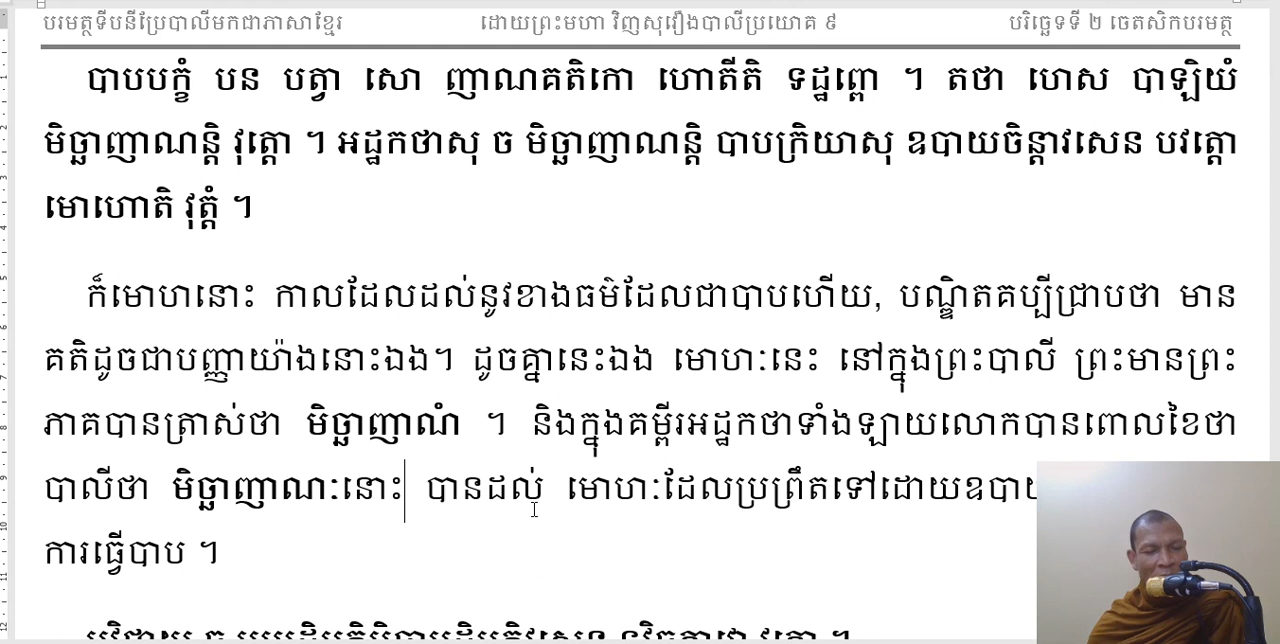 បរមត្ថទីបនីប្រែបាលីមកជាភាសាខ្មែរ ដោយព្រះមហា វិញសុវឿងបាលីប្រយោគ ៩ បរិច្ឆេទទី ២ ចេតសិកបរមត្ថ
បាបបក្ខំ បន បត្វា សោ ញាណគតិកោ ហោតីតិ ទដ្ឋព្ពោ ។ តថា ហេស បាឡិយំ
មិច្ឆាញាណន្តិ វុត្តោ ។ អដ្ឋកថាសុ ច មិច្ឆាញាណន្តិ បាបក្រិយាសុ ឧបាយចិន្តាវសេន បវត្តោ
មោហោតិ វុត្តំ ។
ក៏មោហនោះ កាលដែលដល់នូវខាងធម៌ដែលជាបាបហើយ, បណ្ឌិតគប្បីជ្រាបថា មាន
គតិដូចជាបញ្ញាយ៉ាងនោះឯង។ ដូចគ្នានេះឯង មោហៈនេះ នៅក្នុងព្រះបាលី ព្រះមានព្រះ
ភាគបានត្រាស់ថា មិច្ឆាញាណំ ។ និងក្នុងគម្ពីរអដ្ឋកថាទាំងឡាយលោកបានពោលខៃថា
បាលីថា មិច្ឆាញាណៈនោះ បានដល់ មោហៈដែលប្រព្រឹតទៅដោយឧបាយ
ការធ្វើបាប ។